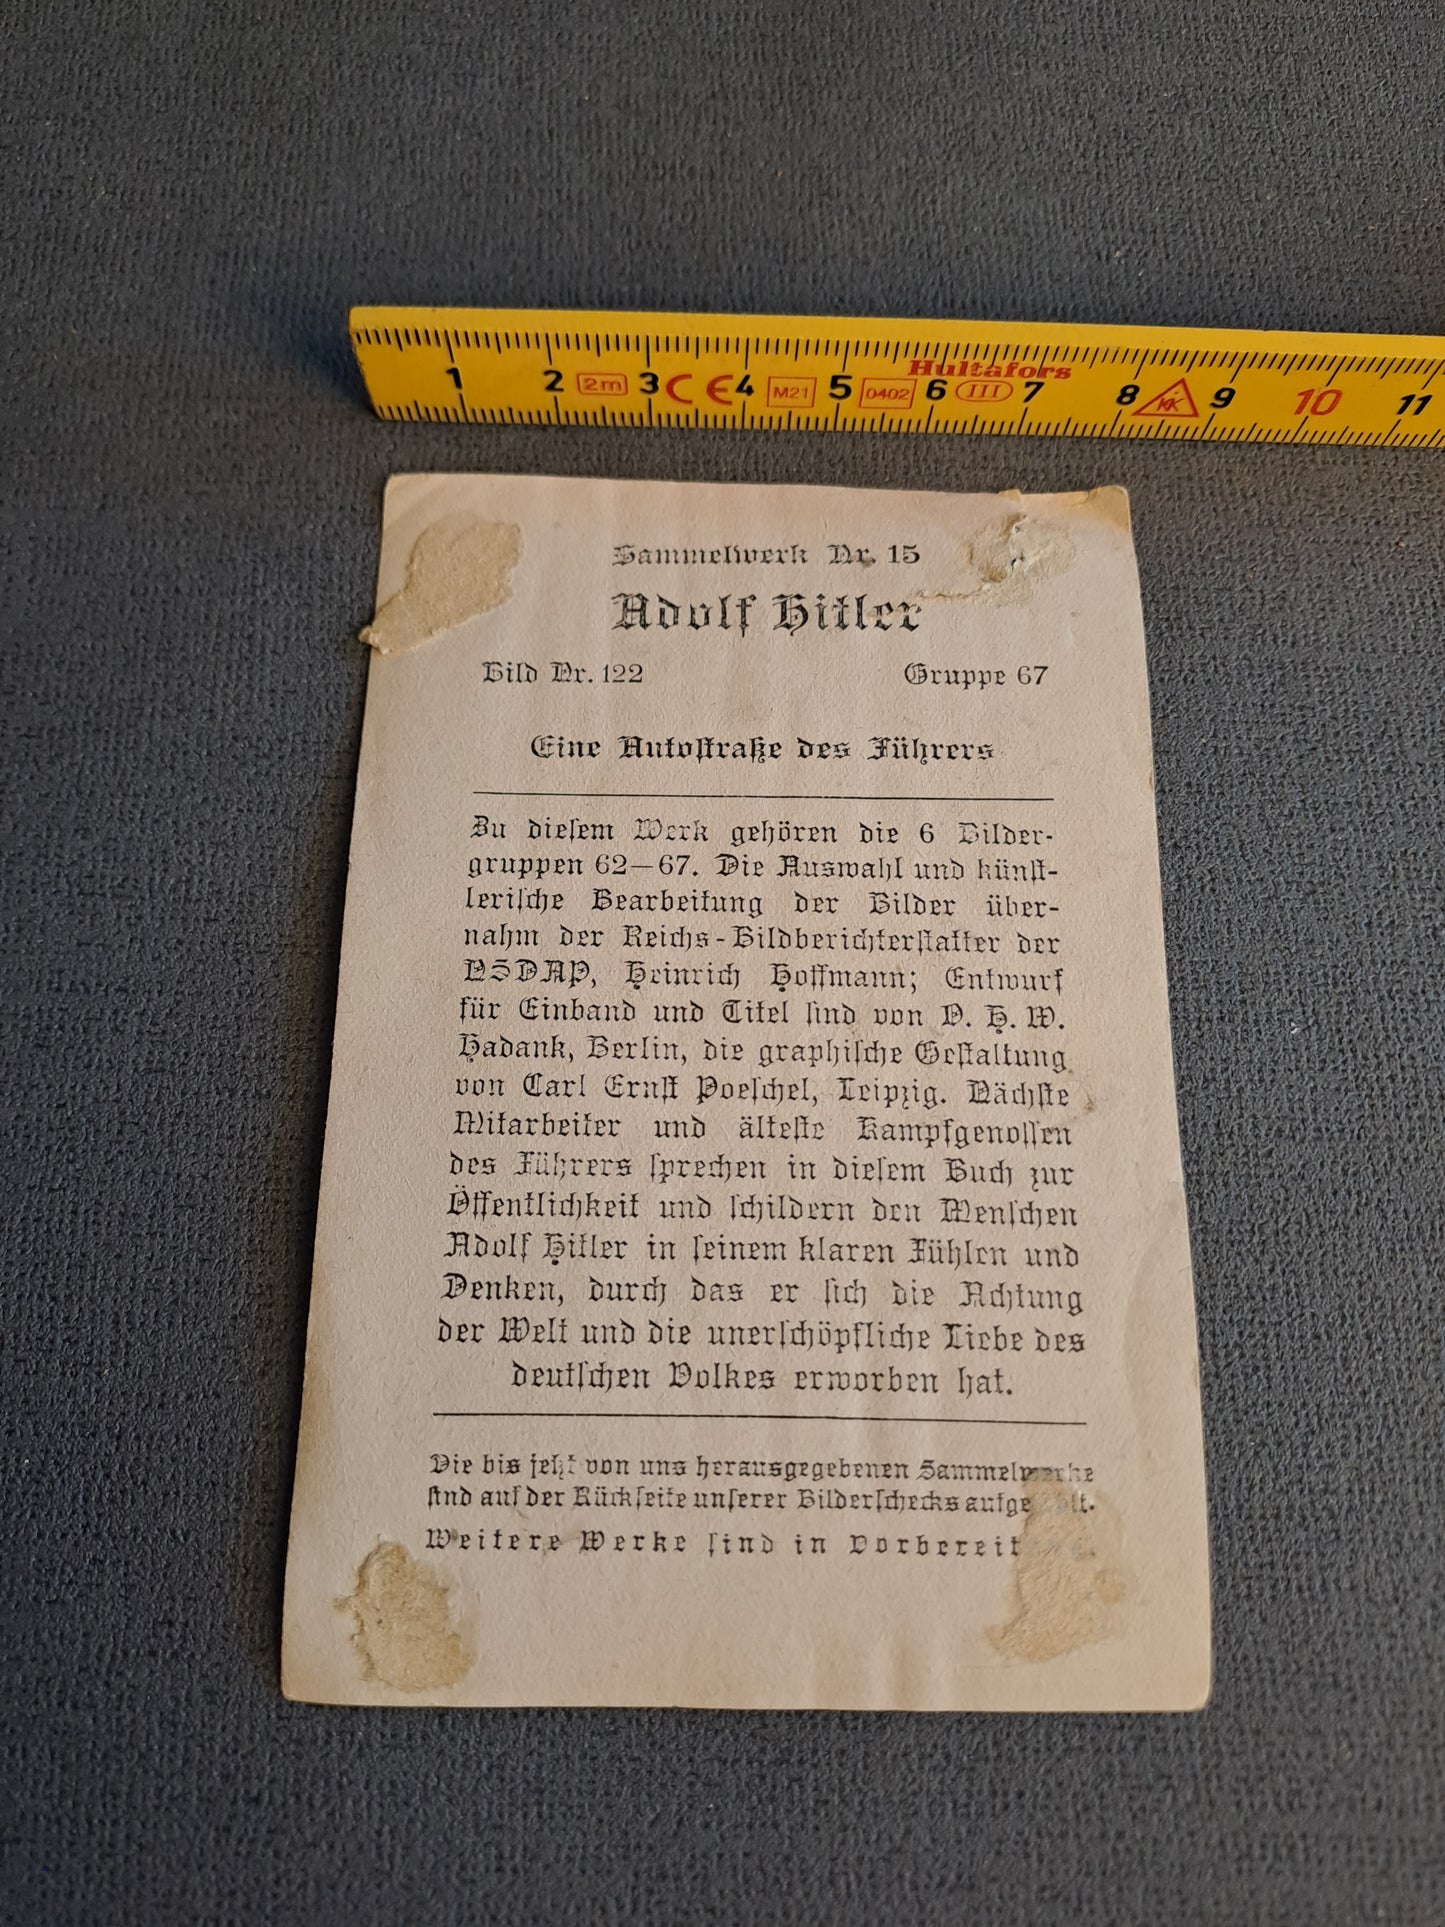 1 2 2m 3 CE 4 M21 5 0402 6 III 7 8 KK 9 10 11
Hultafors
Sammelwerk Nr. 15
Adolf Hitler
Bild Nr. 122 Gruppe 67
Eine Autostraße des Führers
Zu diesem Werk gehören die 6 Bilder-
gruppen 62—67. Die Auswahl und künst-
lerische Bearbeitung der Bilder über-
nahm der Reichs-Bildberichterstatter der
NSDAP, Heinrich Hoffmann; Entwurf
für Einband und Titel sind von O. H. W.
Hadank, Berlin, die graphische Gestaltung
von Carl Ernst Poeschel, Leipzig. Nächste
Mitarbeiter und älteste Kampfgenossen
des Führers sprechen in diesem Buch zur
Öffentlichkeit und schildern den Menschen
Adolf Hitler in seinem klaren Fühlen und
Denken, durch das er sich die Achtung
der Welt und die unerschöpfliche Liebe des
deutschen Volkes erworben hat.
Die bis jetzt von uns herausgegebenen Sammelwerke
sind auf der Rückseite unserer Bilderschecks
Weitere Werke sind in